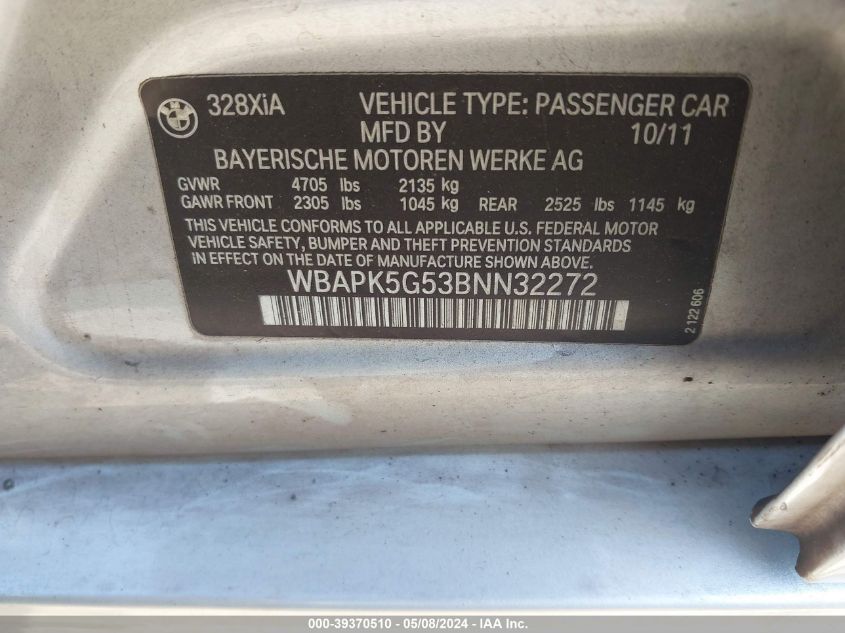 328XiA VEHICLE TYPE: PASSENGER CAR
MFD BY 10/11
BAYERISCHE MOTOREN WERKE AG
GVWR 4705 lbs 2135 kg
GAWR FRONT 2305 lbs 1045 kg REAR 2525 lbs 1145 kg
THIS VEHICLE CONFORMS TO ALL APPLICABLE U.S. FEDERAL MOTOR
VEHICLE SAFETY, BUMPER AND THEFT PREVENTION STANDARDS
IN EFFECT ON THE DATE OF MANUFACTURE SHOWN ABOVE.
WBAPK5G53BNN32272
2 122 606
000-39370510 — 05/08/2024 — IAA Inc.